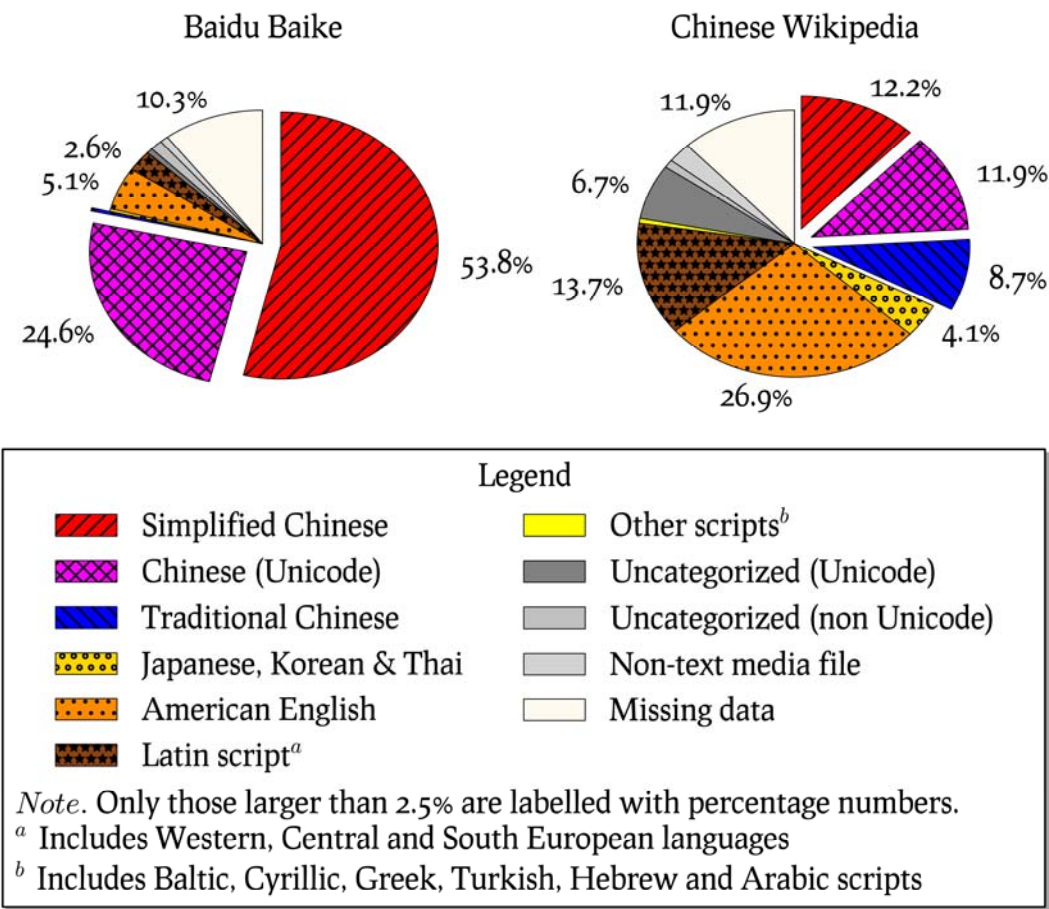 Baidu Baike
Chinese Wikipedia
10.3%
2.6%
5.1%
24.6%
53.8%
11.9%
12.2%
6.7%
11.9%
13.7%
8.7%
4.1%
26.9%
Legend
Simplified Chinese
Other scripts^b
Chinese (Unicode)
Uncategorized (Unicode)
Traditional Chinese
Uncategorized (non Unicode)
Japanese, Korean & Thai
Non-text media file
American English
Missing data
Latin script^a
Note. Only those larger than 2.5% are labelled with percentage numbers.
^a Includes Western, Central and South European languages
^b Includes Baltic, Cyrillic, Greek, Turkish, Hebrew and Arabic scripts